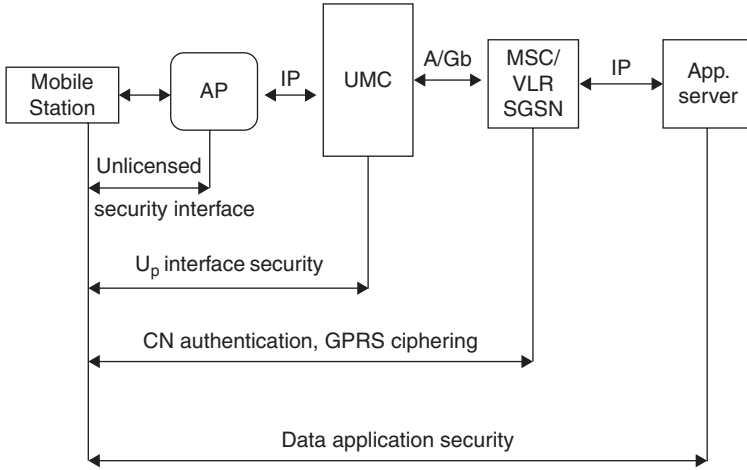 Mobile
Station
AP
IP
UMC
A/Gb
MSC/
VLR
SGSN
IP
App.
server
Unlicensed
security interface
Up interface security
CN authentication, GPRS ciphering
Data application security